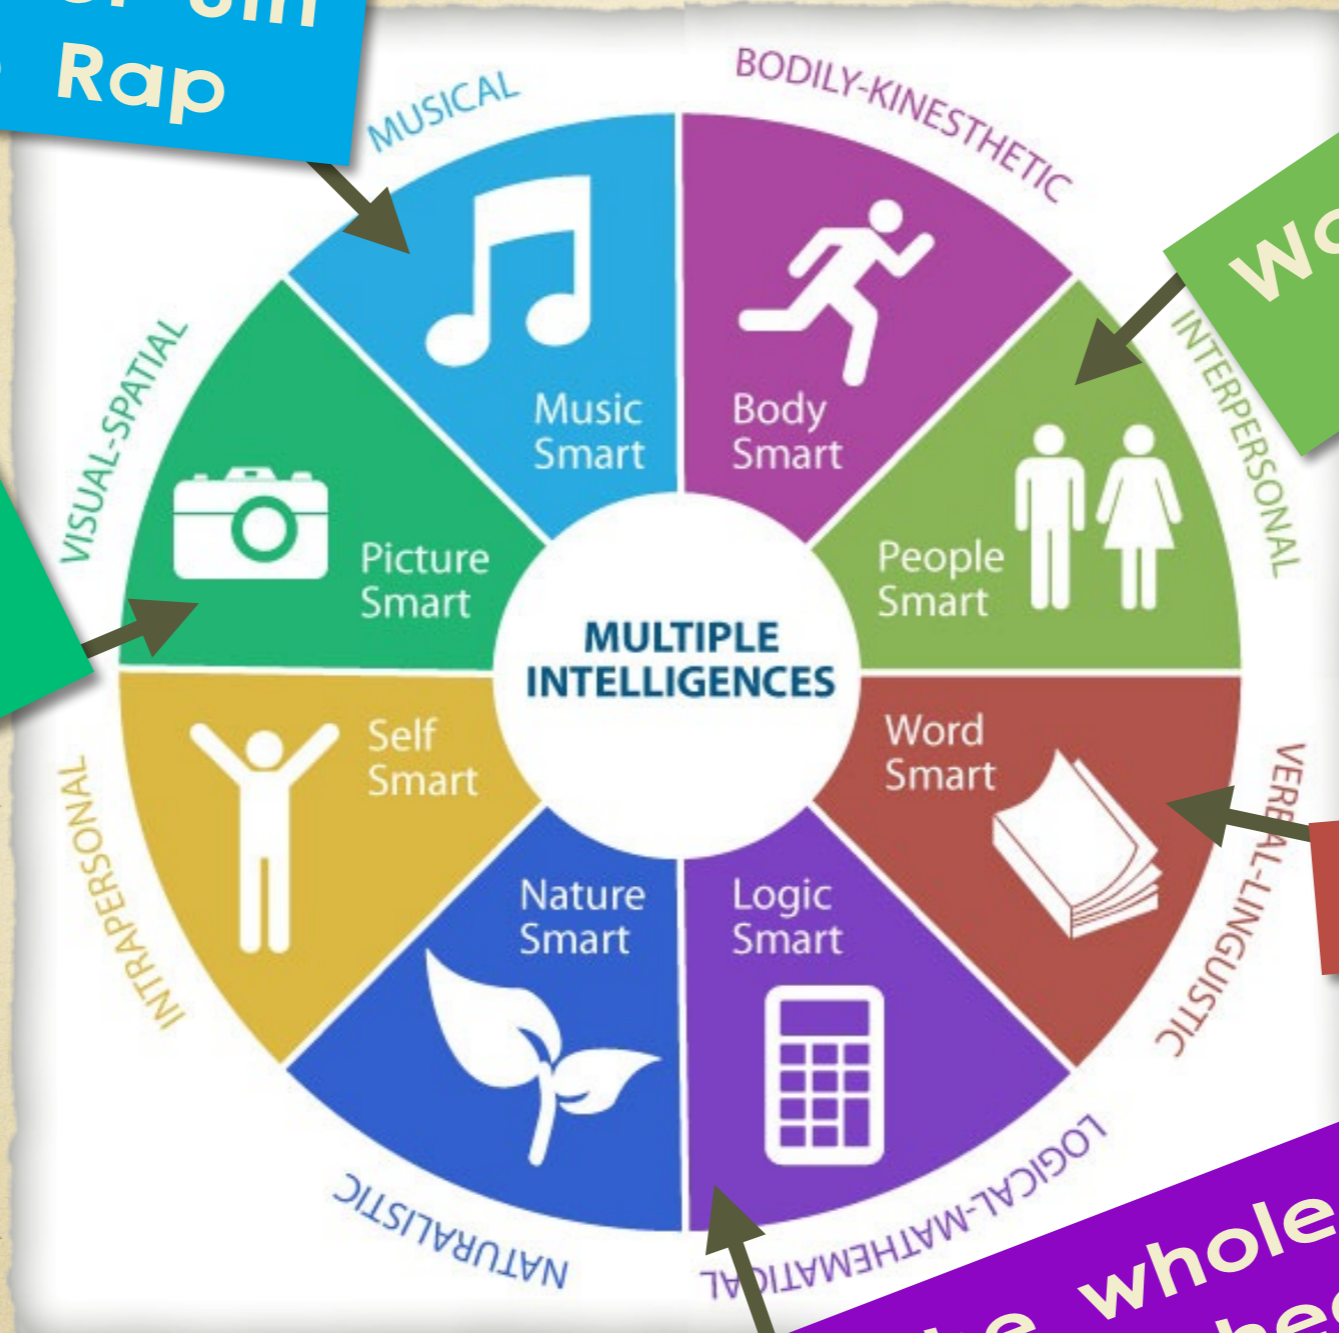 Rap
MUSICAL
BODILY-KINESTHETIC
Music
Smart
Body
Smart
VISUAL-SPATIAL
INTERPERSONAL
Picture
Smart
People
Smart
MULTIPLE
INTELLIGENCES
Self
Smart
Word
Smart
INTRAPERSONAL
VERBAL-LINGUISTIC
Nature
Smart
Logic
Smart
NATURALISTIC
LOGICAL-MATHEMATICAL
whole